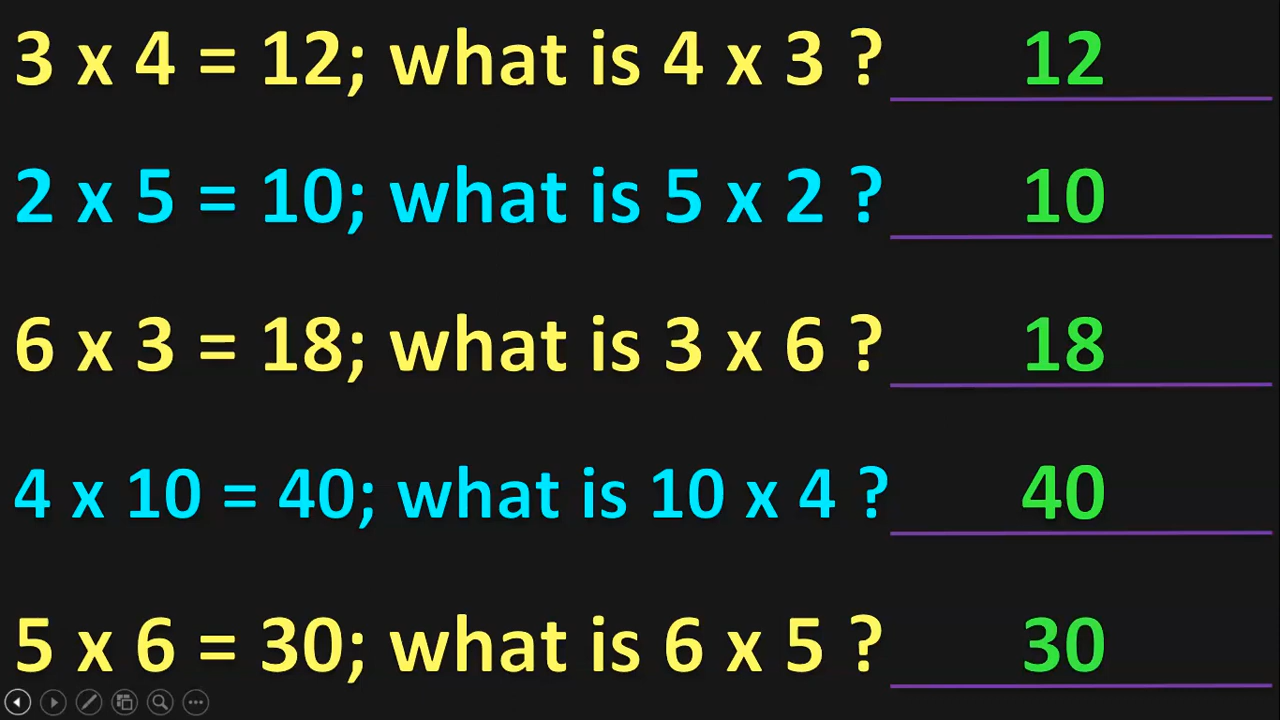 3 x 4 = 12; what is 4 x 3 ? 12
2 x 5 = 10; what is 5 x 2 ? 10
6 x 3 = 18; what is 3 x 6 ? 18
4 x 10 = 40; what is 10 x 4 ? 40
5 x 6 = 30; what is 6 x 5 ? 30